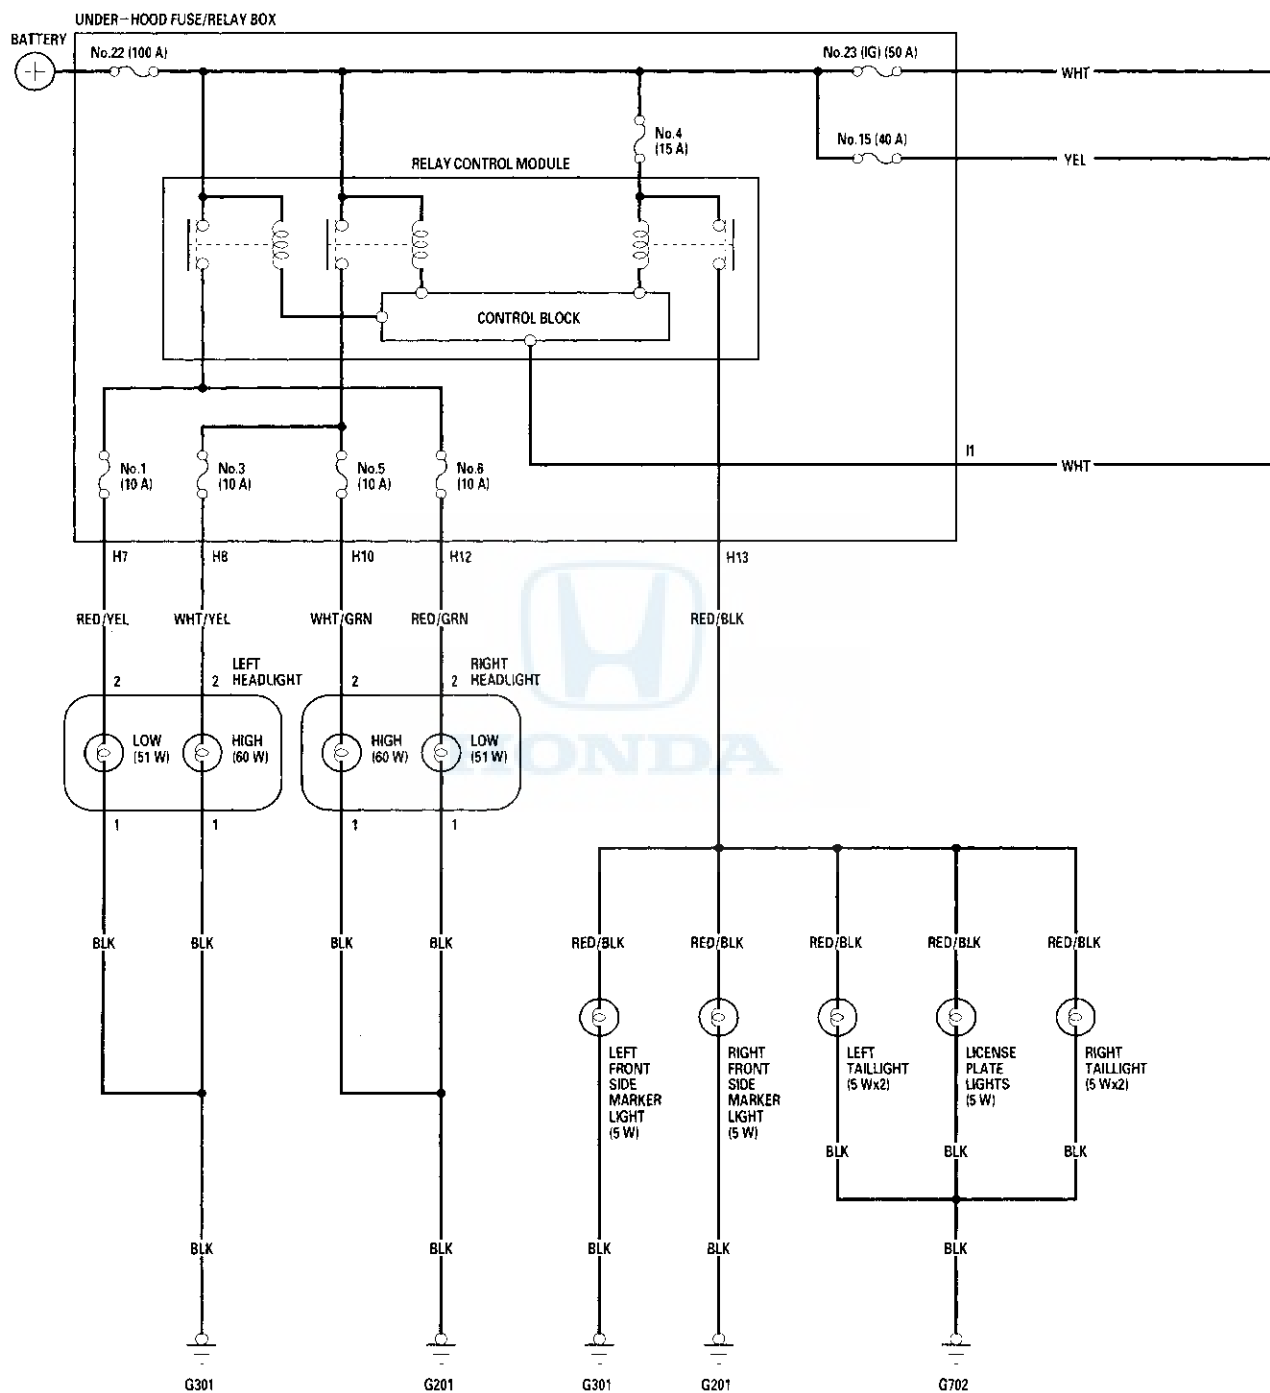 UNDER-HOOD FUSE/RELAY BOX
BATTERY
No.22 (100 A)
No.23 (IG) (50 A)
WHT
No.4
(15 A)
No.15 (40 A)
YEL
RELAY CONTROL MODULE
CONTROL BLOCK
I1
WHT
No.1
(10 A)
No.3
(10 A)
No.5
(10 A)
No.6
(10 A)
H7
H8
H10
H12
H13
RED/YEL
WHT/YEL
WHT/GRN
RED/GRN
RED/BLK
LEFT
HEADLIGHT
RIGHT
HEADLIGHT
2
2
2
2
LOW
(51 W)
HIGH
(60 W)
HIGH
(60 W)
LOW
(51 W)
HONDA
1
1
1
1
BLK
BLK
BLK
BLK
RED/BLK
RED/BLK
RED/BLK
RED/BLK
RED/BLK
LEFT
FRONT
SIDE
MARKER
LIGHT
(5 W)
RIGHT
FRONT
SIDE
MARKER
LIGHT
(5 W)
LEFT
TAILLIGHT
(5 Wx2)
LICENSE
PLATE
LIGHTS
(5 W)
RIGHT
TAILLIGHT
(5 Wx2)
BLK
BLK
BLK
BLK
BLK
BLK
BLK
BLK
G301
G201
G301
G201
G702